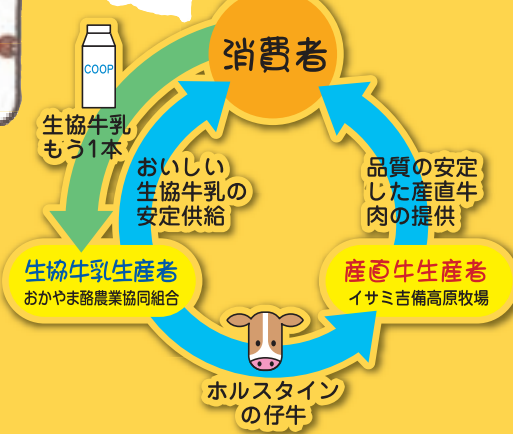 消費者
COOP
生協牛乳
もう1本
おいしい
生協牛乳の
安定供給
品質の安定
した産直牛
肉の提供
生協牛乳生産者
おかやま酪農業協同組合
産直牛生産者
イサミ吉備高原牧場
ホルスタイン
の仔牛